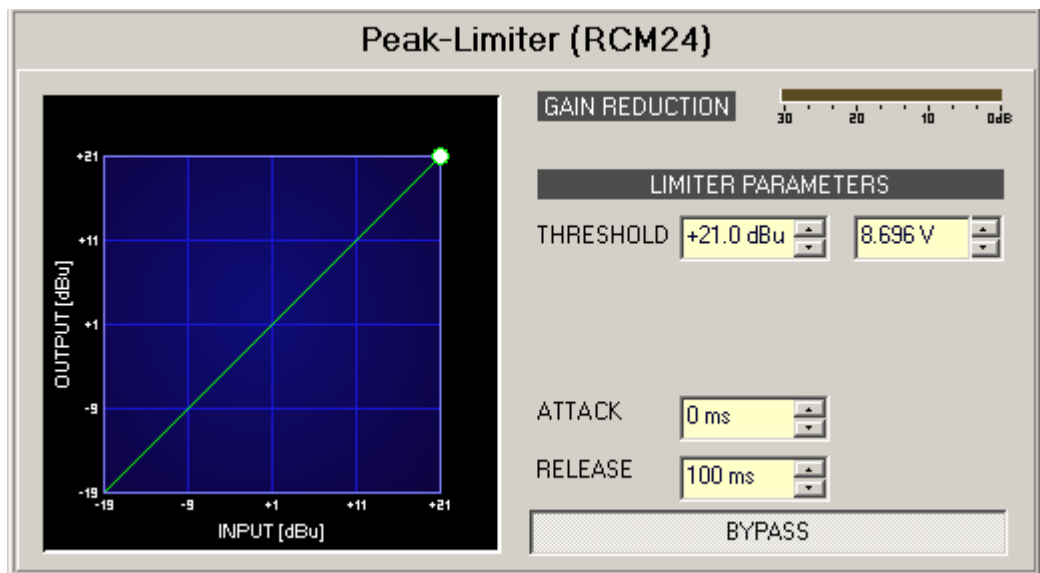 Peak-Limiter (RCM24)
GAIN REDUCTION
30 20 10 0dB
LIMITER PARAMETERS
THRESHOLD +21.0 dBu 8.696 V
ATTACK 0 ms
RELEASE 100 ms
BYPASS
OUTPUT [dBu]
+21
+11
+1
-9
-19
-19 -9 +1 +11 +21
INPUT [dBu]